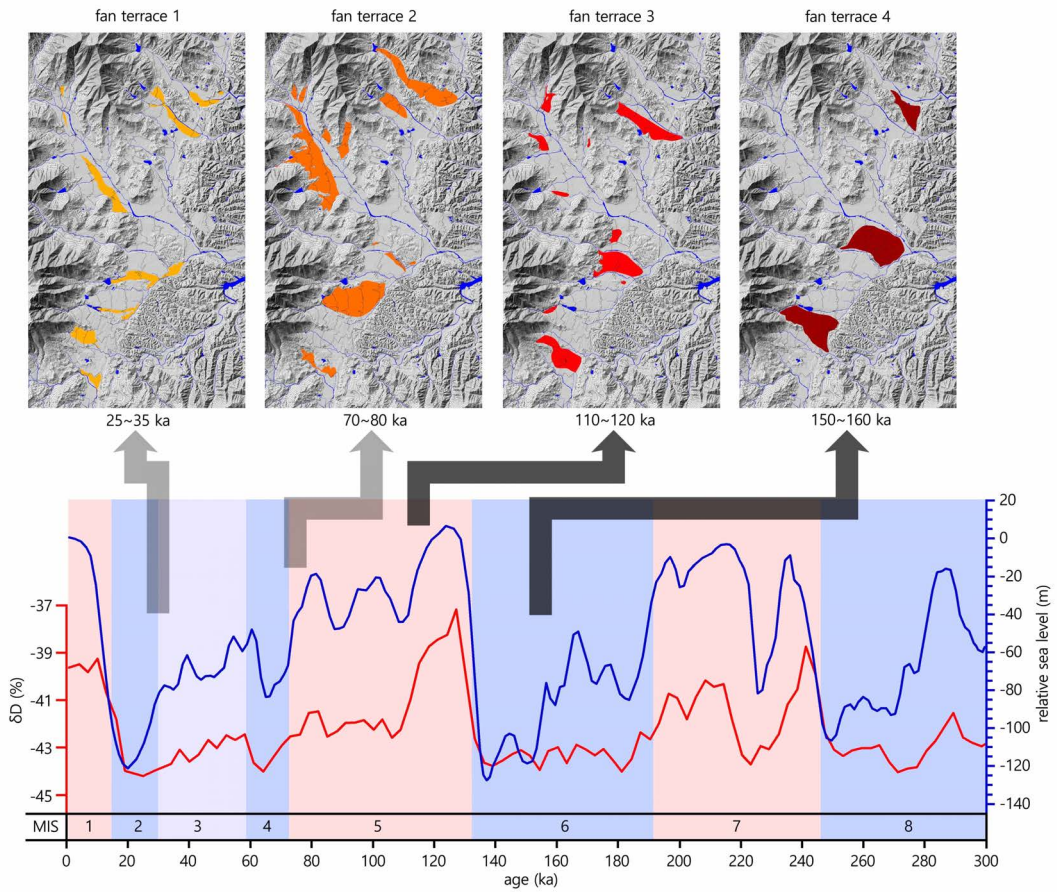 fan terrace 1 fan terrace 2 fan terrace 3 fan terrace 4
25~35 ka 70~80 ka 110~120 ka 150~160 ka
20
0
-20
-40
-60
-80
-100
-120
-140
relative sea level (m)
-37
-39
-41
-43
-45
δD (%)
MIS 1 2 3 4 5 6 7 8
0 20 40 60 80 100 120 140 160 180 200 220 240 260 280 300
age (ka)